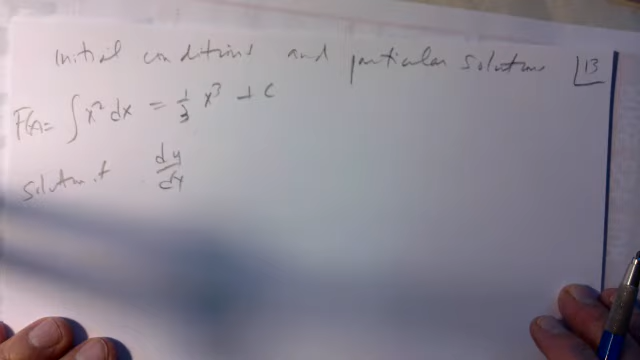 Initial conditions and particular solutions 13
F(x) = ∫ x² dx = 1/3 x³ + C
Solution of dy/dx